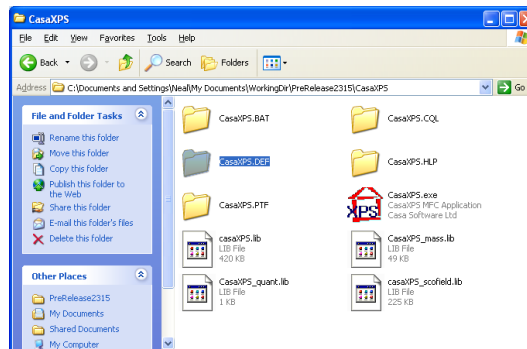 CasaXPS
File Edit View Favorites Tools Help
Back Search Folders
Address C:\Documents and Settings\Neal\My Documents\WorkingDir\PreRelease2315\CasaXPS Go
File and Folder Tasks
Rename this folder
Move this folder
Copy this folder
Publish this folder to
the Web
Share this folder
E-mail this folder's files
Delete this folder
Other Places
PreRelease2315
My Documents
Shared Documents
My Computer
CasaXPS.BAT
CasaXPS.CQL
CasaXPS.DEF
CasaXPS.HLP
CasaXPS.PTF
XPS
CasaXPS.exe
CasaXPS MFC Application
Casa Software Ltd
casaXPS.lib
LIB File
420 KB
CasaXPS_mass.lib
LIB File
49 KB
CasaXPS_quant.lib
LIB File
1 KB
CasaXPS_scofield.lib
LIB File
225 KB